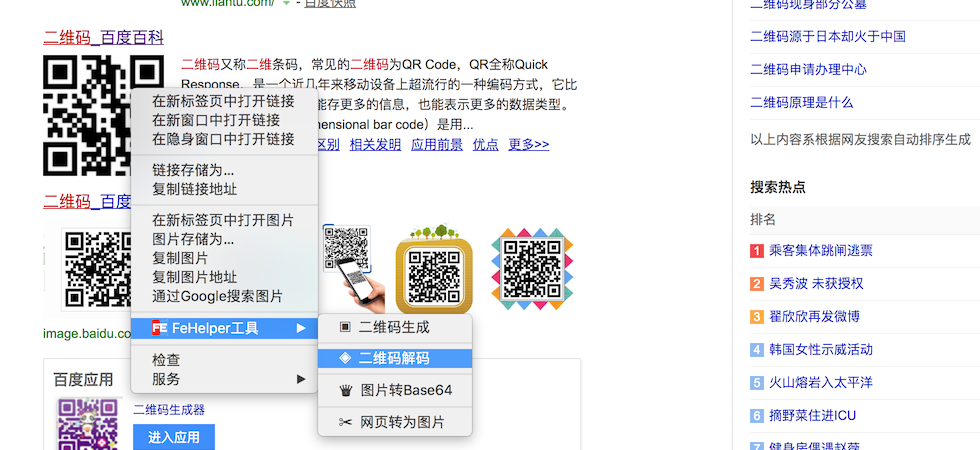 www.liantu.com/ - 百度快照
二维码_百度百科
二维码又称二维条码，常见的二维码为QR Code，QR全称Quick
Response，是一个近几年来移动设备上超流行的一种编码方式，它比
能存更多的信息，也能表示更多的数据类型。
mensional bar code）是用...
区别 相关发明 应用前景 优点 更多>>
二维码_百度
image.baidu.co
百度应用
二维码生成器
进入应用
在新标签页中打开链接
在新窗口中打开链接
在隐身窗口中打开链接
链接存储为...
复制链接地址
在新标签页中打开图片
图片存储为...
复制图片
复制图片地址
通过Google搜索图片
FE FeHelper工具
检查
服务
二维码生成
二维码解码
图片转Base64
网页转为图片
二维码现身部分公墓
二维码源于日本却火于中国
二维码申请办理中心
二维码原理是什么
以上内容系根据网友搜索自动排序生成
搜索热点
排名
1 乘客集体跳闸逃票
2 吴秀波 未获授权
3 翟欣欣再发微博
4 韩国女性示威活动
5 火山熔岩入太平洋
6 摘野菜住进ICU
7 健身房偶遇赵薇